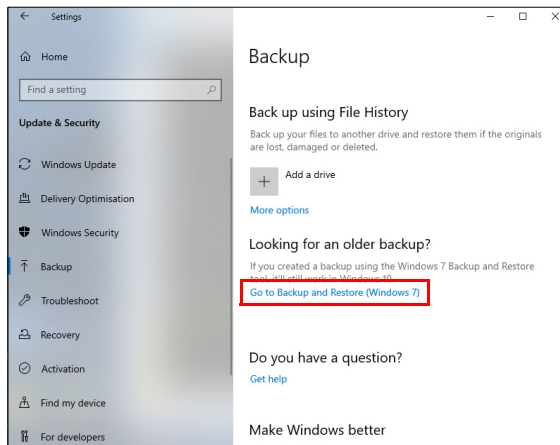 Settings
Home
Find a setting
Update & Security
Windows Update
Delivery Optimisation
Windows Security
Backup
Troubleshoot
Recovery
Activation
Find my device
For developers
Backup
Back up using File History
Back up your files to another drive and restore them if the originals
are lost, damaged or deleted.
Add a drive
More options
Looking for an older backup?
If you created a backup using the Windows 7 Backup and Restore
tool, it'll still work in Windows 10.
Go to Backup and Restore (Windows 7)
Do you have a question?
Get help
Make Windows better